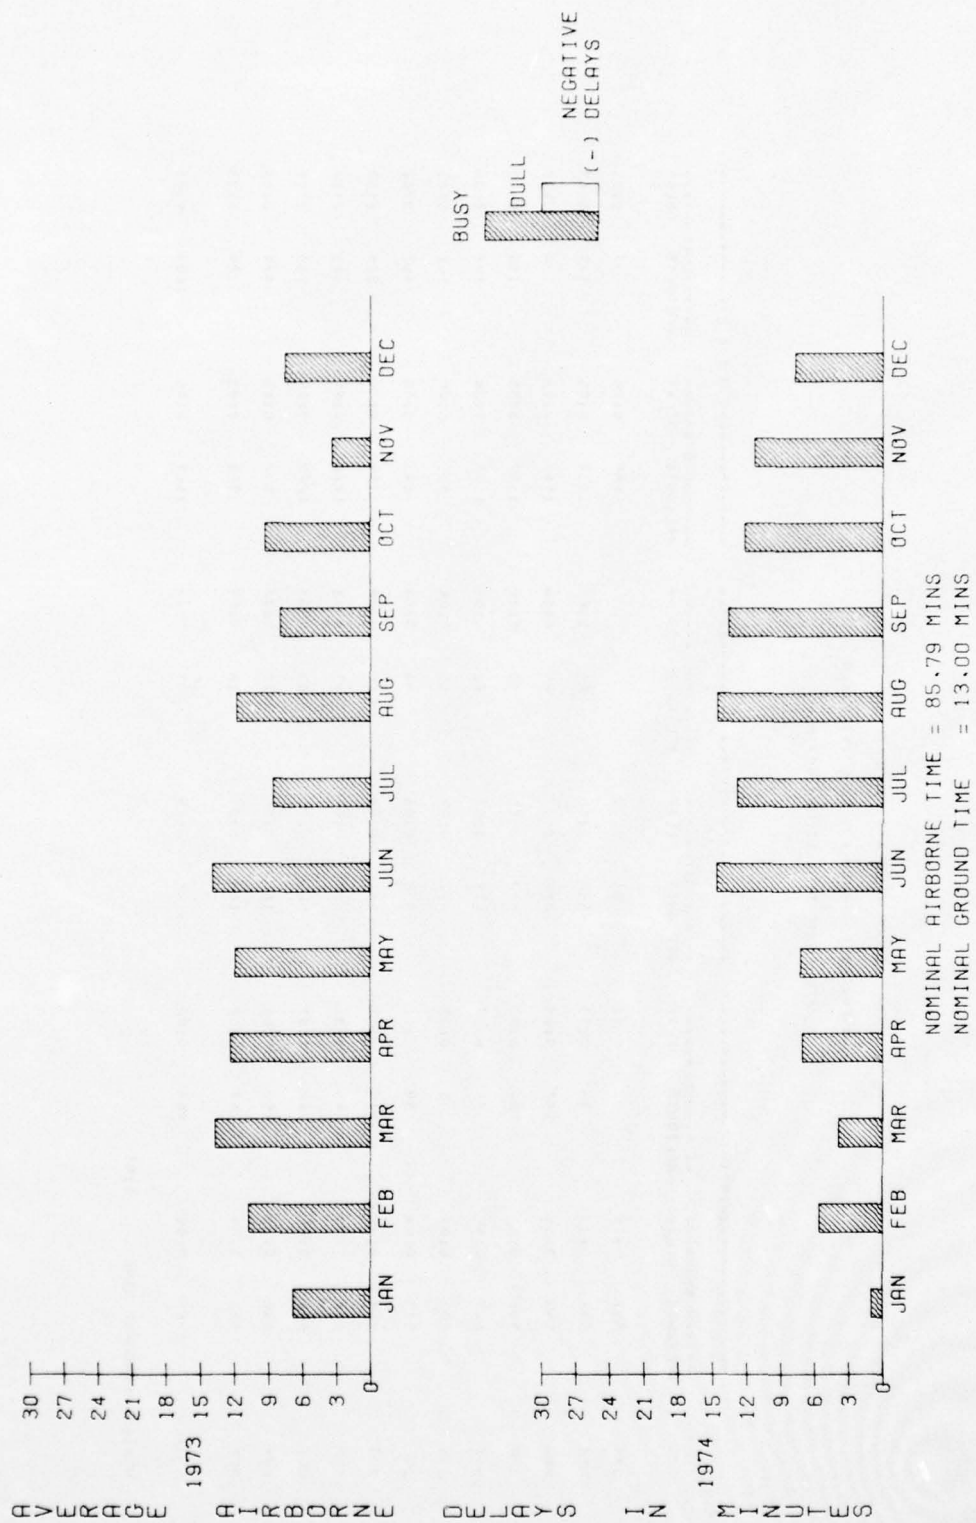 AVERAGE AIRBORNE DELAYS IN MINUTES
1973
30
27
24
21
18
15
12
9
6
3
0
JAN FEB MAR APR MAY JUN JUL AUG SEP OCT NOV DEC
BUSY
DULL
NEGATIVE
(-) DELAYS
1974
30
27
24
21
18
15
12
9
6
3
0
JAN FEB MAR APR MAY JUN JUL AUG SEP OCT NOV DEC
NOMINAL AIRBORNE TIME = 85.79 MINS
NOMINAL GROUND TIME = 13.00 MINS